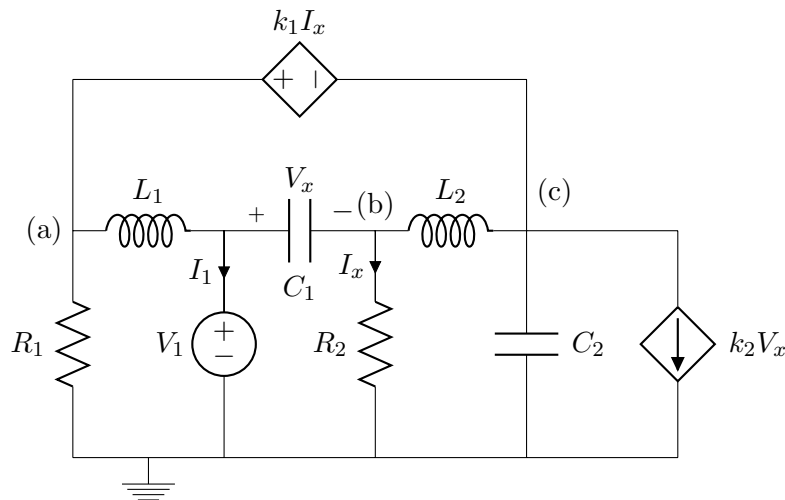 k₁Iₓ
+ −
L₁ Vₓ L₂ (c)
(a) + − (b)
I₁ C₁ Iₓ
R₁ V₁ + − R₂ C₂ k₂Vₓ